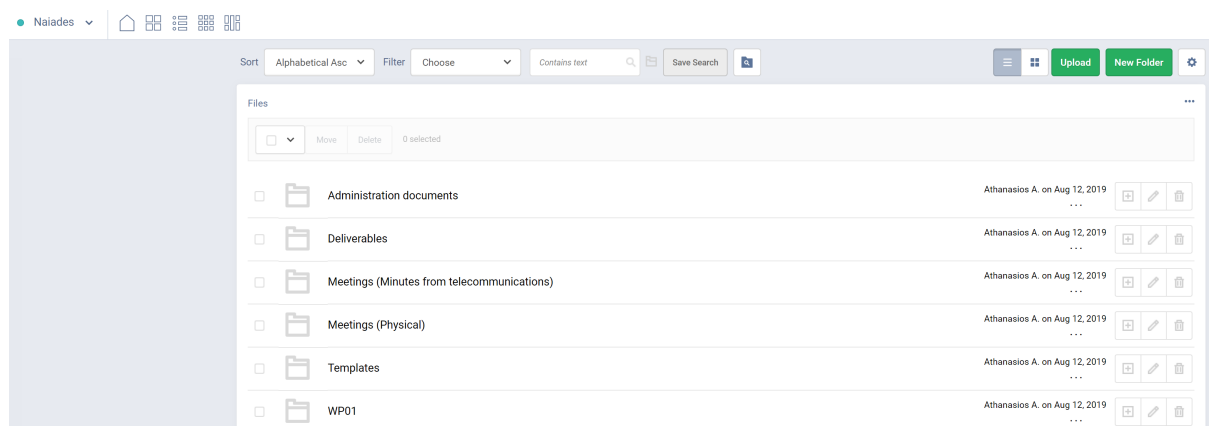 Naiades
Sort Alphabetical Asc Filter Choose Contains text Save Search Upload New Folder
Files
Move Delete 0 selected
Administration documents Athanasios A. on Aug 12, 2019
...
Deliverables Athanasios A. on Aug 12, 2019
...
Meetings (Minutes from telecommunications) Athanasios A. on Aug 12, 2019
...
Meetings (Physical) Athanasios A. on Aug 12, 2019
...
Templates Athanasios A. on Aug 12, 2019
...
WP01 Athanasios A. on Aug 12, 2019
...